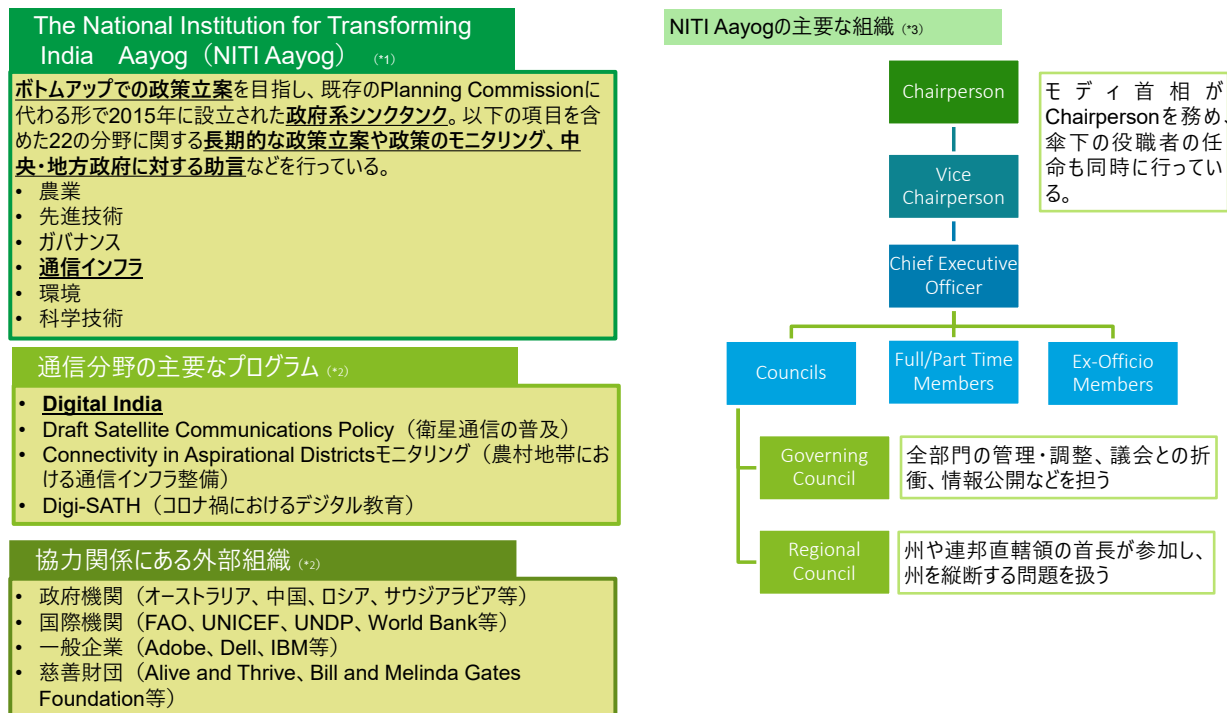 The National Institution for Transforming
India Aayog（NITI Aayog） (*1)
ボトムアップでの政策立案を目指し、既存のPlanning Commissionに
代わる形で2015年に設立された政府系シンクタンク。以下の項目を含
めた22の分野に関する長期的な政策立案や政策のモニタリング、中
央・地方政府に対する助言などを行っている。
• 農業
• 先進技術
• ガバナンス
• 通信インフラ
• 環境
• 科学技術
通信分野の主要なプログラム (*2)
• Digital India
• Draft Satellite Communications Policy（衛星通信の普及）
• Connectivity in Aspirational Districtsモニタリング（農村地帯にお
ける通信インフラ整備）
• Digi-SATH（コロナ禍におけるデジタル教育）
協力関係にある外部組織 (*2)
• 政府機関（オーストラリア、中国、ロシア、サウジアラビア等）
• 国際機関（FAO、UNICEF、UNDP、World Bank等）
• 一般企業（Adobe、Dell、IBM等）
• 慈善財団（Alive and Thrive、Bill and Melinda Gates
Foundation等）
NITI Aayogの主要な組織 (*3)
Chairperson
モディ首相が
Chairpersonを務め、
傘下の役職者の任
命も同時に行ってい
る。
Vice
Chairperson
Chief Executive
Officer
Councils
Full/Part Time
Members
Ex-Officio
Members
Governing
Council
全部門の管理・調整、議会との折
衝、情報公開などを担う
Regional
Council
州や連邦直轄領の首長が参加し、
州を縦断する問題を扱う